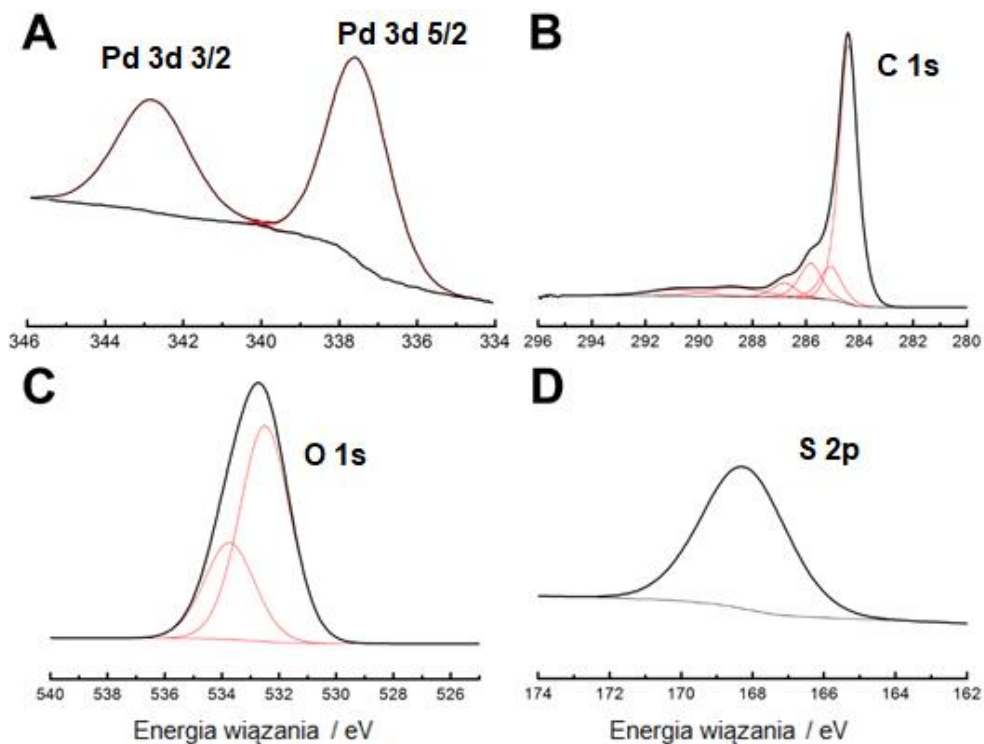 A
Pd 3d 3/2
Pd 3d 5/2
346 344 342 340 338 336 334
B
C 1s
296 294 292 290 288 286 284 282 280
C
O 1s
540 538 536 534 532 530 528 526
Energia wiązania / eV
D
S 2p
174 172 170 168 166 164 162
Energia wiązania / eV